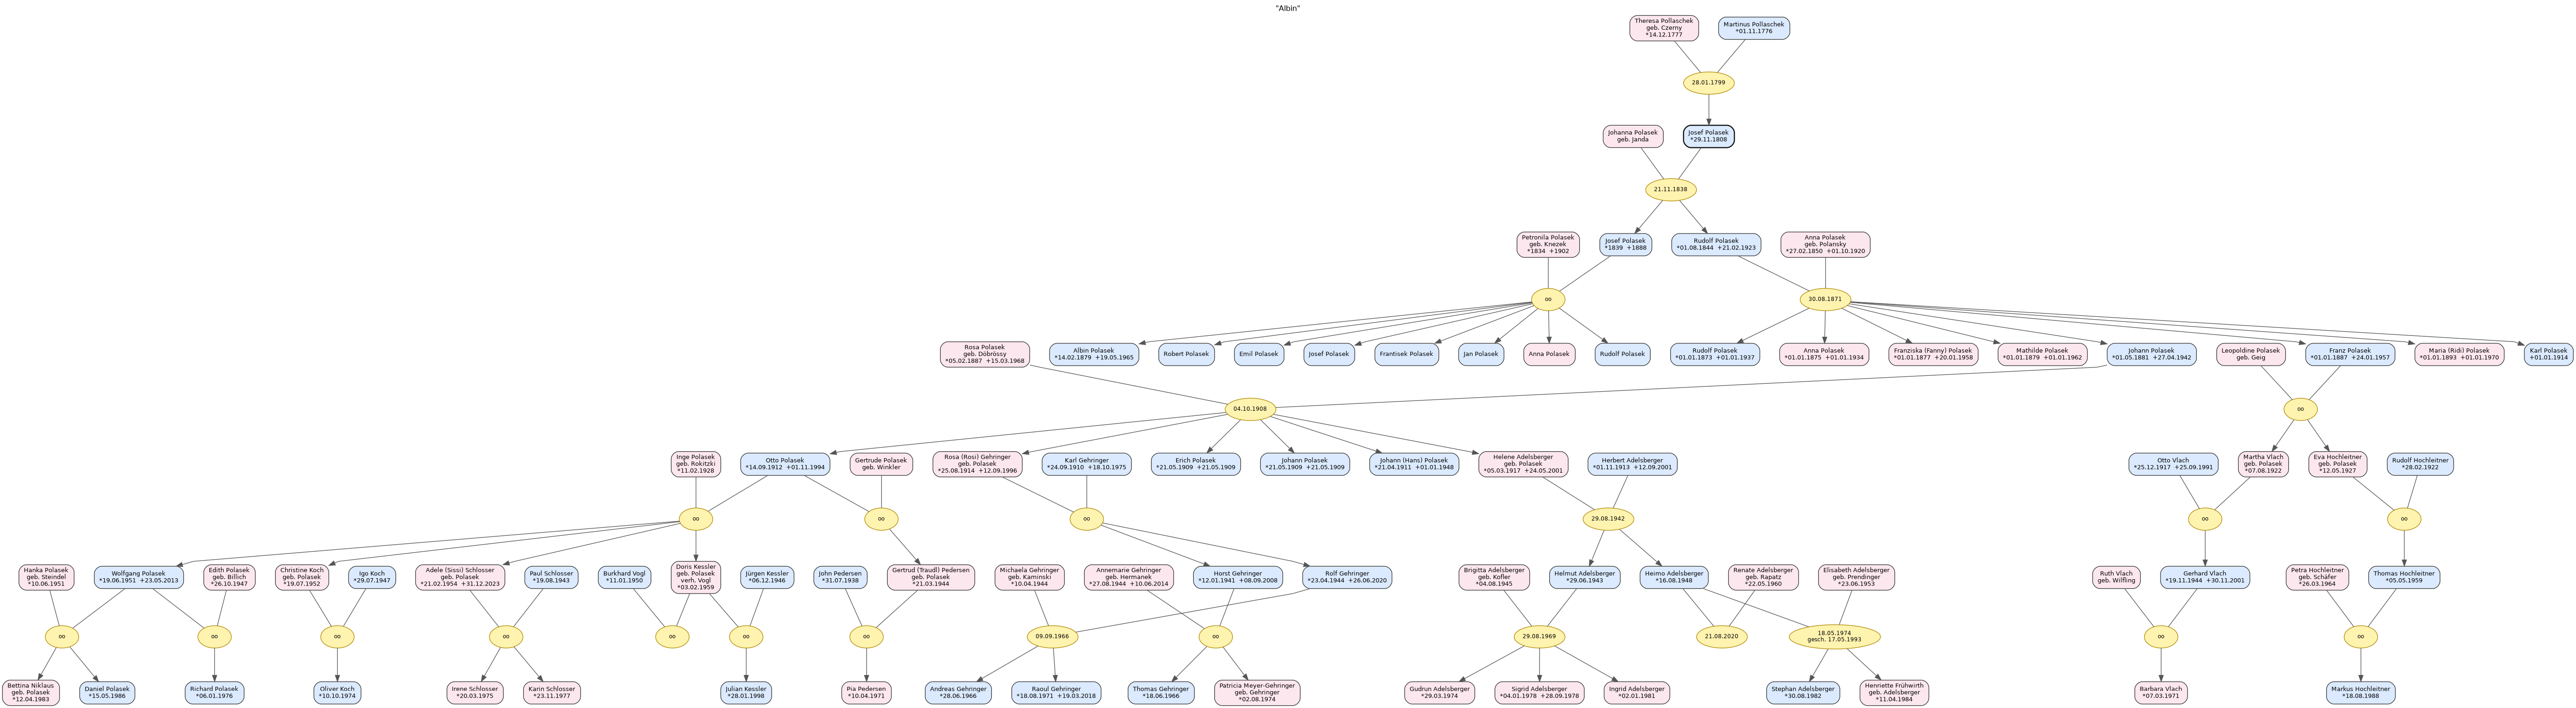 "Albin"
Theresa Pollaschek
geb. Czerny
*14.12.1777
Martinus Pollaschek
*01.11.1776
28.01.1799
Johanna Polasek
geb. Janda
Josef Polasek
*29.11.1808
21.11.1838
Petronila Polasek
geb. Knezek
*1834 +1902
Josef Polasek
*1839 +1888
Rudolf Polasek
*01.08.1844 +21.02.1923
Anna Polasek
geb. Polansky
*27.02.1850 +01.10.1920
oo
30.08.1871
Rosa Polasek
geb. Döbrössy
*05.02.1887 +15.03.1968
Albin Polasek
*14.02.1879 +19.05.1965
Robert Polasek
Emil Polasek
Josef Polasek
Frantisek Polasek
Jan Polasek
Anna Polasek
Rudolf Polasek
Rudolf Polasek
*01.01.1873 +01.01.1937
Anna Polasek
*01.01.1875 +01.01.1934
Franziska (Fanny) Polasek
*01.01.1877 +20.01.1958
Mathilde Polasek
*01.01.1879 +01.01.1962
Johann Polasek
*01.05.1881 +27.04.1942
Leopoldine Polasek
geb. Geig
Franz Polasek
*01.01.1887 +24.01.1957
Maria (Ridi) Polasek
*01.01.1893 +01.01.1970
Karl Polasek
+01.01.1914
04.10.1908
oo
Inge Polasek
geb. Rokitzki
*11.02.1928
Otto Polasek
*14.09.1912 +01.11.1994
Gertrude Polasek
geb. Winkler
Rosa (Rosi) Gehringer
geb. Polasek
*25.08.1914 +12.09.1996
Karl Gehringer
*24.09.1910 +18.10.1975
Erich Polasek
*21.05.1909 +21.05.1909
Johann Polasek
*21.05.1909 +21.05.1909
Johann (Hans) Polasek
*21.04.1911 +01.01.1948
Helene Adelsberger
geb. Polasek
*05.03.1917 +24.05.2001
Herbert Adelsberger
*01.11.1913 +12.09.2001
Otto Vlach
*25.12.1917 +25.09.1991
Martha Vlach
geb. Polasek
*07.08.1922
Eva Hochleitner
geb. Polasek
*12.05.1927
Rudolf Hochleitner
*28.02.1922
oo
oo
oo
29.08.1942
oo
oo
Hanka Polasek
geb. Steindel
*10.06.1951
Wolfgang Polasek
*19.06.1951 +23.05.2013
Edith Polasek
geb. Billich
*26.10.1947
Christine Koch
geb. Polasek
*19.07.1952
Igo Koch
*29.07.1947
Adele (Sissi) Schlosser
geb. Polasek
*21.02.1954 +31.12.2023
Paul Schlosser
*19.08.1943
Burkhard Vogl
*11.01.1950
Doris Kessler
geb. Polasek
verh. Vogl
*03.02.1959
Jürgen Kessler
*06.12.1946
John Pedersen
*31.07.1938
Gertrud (Traudl) Pedersen
geb. Polasek
*21.03.1944
Michaela Gehringer
geb. Kaminski
*10.04.1944
Annemarie Gehringer
geb. Hermanek
*27.08.1944 +10.06.2014
Horst Gehringer
*12.01.1941 +08.09.2008
Rolf Gehringer
*23.04.1944 +26.06.2020
Brigitta Adelsberger
geb. Kofler
*04.08.1945
Helmut Adelsberger
*29.06.1943
Heimo Adelsberger
*16.08.1948
Renate Adelsberger
geb. Rapatz
*22.05.1960
Elisabeth Adelsberger
geb. Prendinger
*23.06.1953
Ruth Vlach
geb. Wilfling
Gerhard Vlach
*19.11.1944 +30.11.2001
Petra Hochleitner
geb. Schäfer
*26.03.1964
Thomas Hochleitner
*05.05.1959
oo
oo
oo
oo
oo
oo
oo
09.09.1966
oo
29.08.1969
21.08.2020
18.05.1974
gesch. 17.05.1993
oo
oo
Bettina Niklaus
geb. Polasek
*12.04.1983
Daniel Polasek
*15.05.1986
Richard Polasek
*06.01.1976
Oliver Koch
*10.10.1974
Irene Schlosser
*20.03.1975
Karin Schlosser
*23.11.1977
Julian Kessler
*28.01.1998
Pia Pedersen
*10.04.1971
Andreas Gehringer
*28.06.1966
Raoul Gehringer
*18.08.1971 +19.03.2018
Thomas Gehringer
*18.06.1966
Patricia Meyer-Gehringer
geb. Gehringer
*02.08.1974
Gudrun Adelsberger
*29.03.1974
Sigrid Adelsberger
*04.01.1978 +28.09.1978
Ingrid Adelsberger
*02.01.1981
Stephan Adelsberger
*30.08.1982
Henriette Frühwirth
geb. Adelsberger
*11.04.1984
Barbara Vlach
*07.03.1971
Markus Hochleitner
*18.08.1988